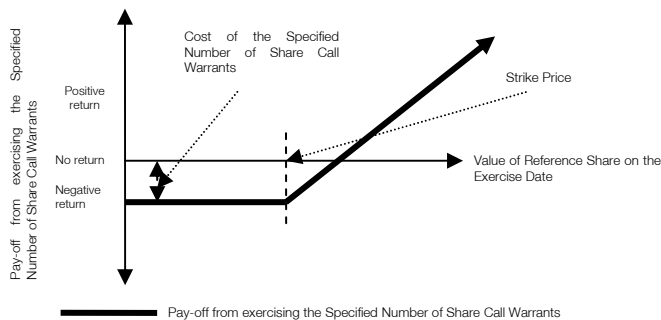 Pay-off from exercising the Specified
Number of Share Call Warrants
Cost of the Specified
Number of Share Call
Warrants
Positive
return
Strike Price
No return
Value of Reference Share on the
Exercise Date
Negative
return
Pay-off from exercising the Specified Number of Share Call Warrants